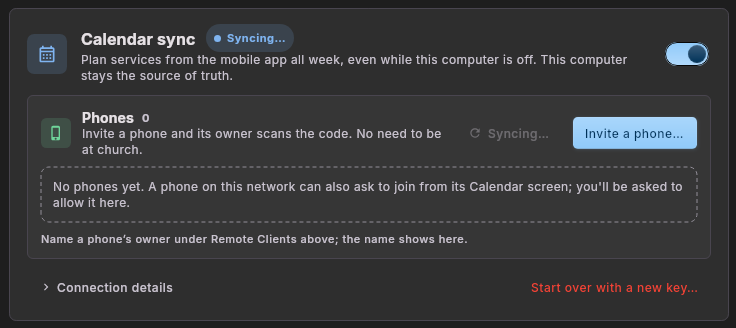 Calendar sync
Syncing...
Plan services from the mobile app all week, even while this computer is off. This computer
stays the source of truth.
Phones 0
Invite a phone and its owner scans the code. No need to be
at church.
Syncing...
Invite a phone...
No phones yet. A phone on this network can also ask to join from its Calendar screen; you'll be asked to
allow it here.
Name a phone's owner under Remote Clients above; the name shows here.
Connection details
Start over with a new key...